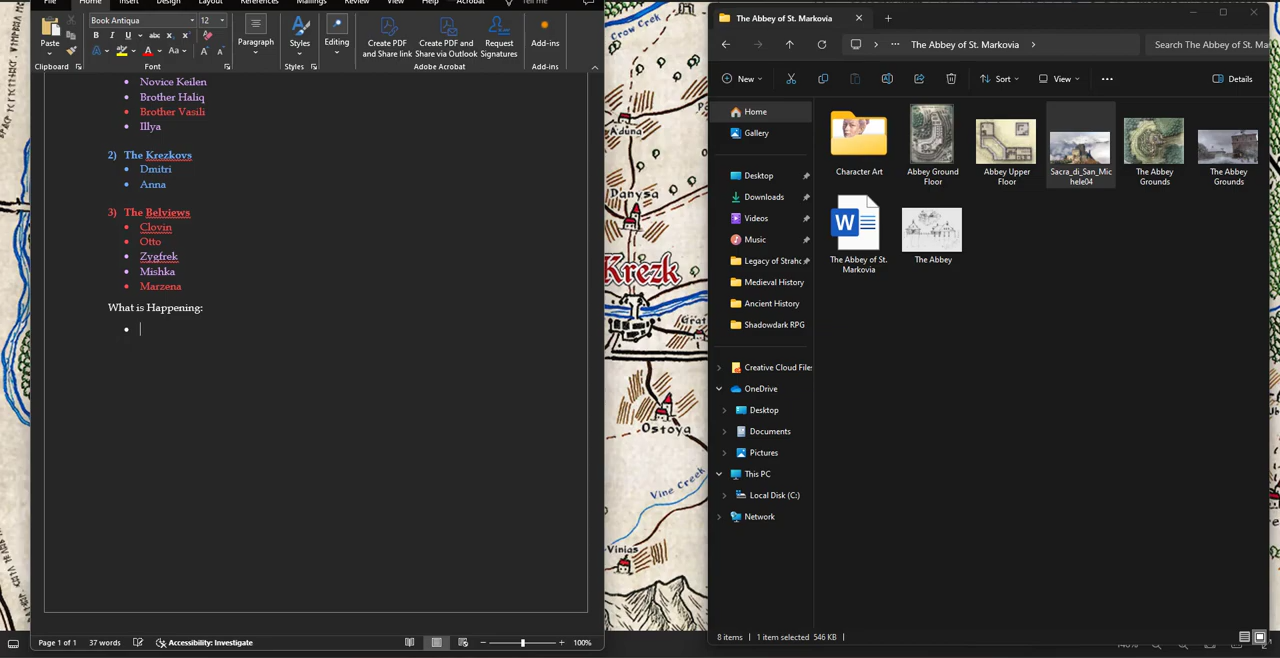 File
Home
Insert
Design
Layout
References
Mailings
Review
View
Help
Acrobat
Tell me
Paste
Clipboard
Book Antiqua
12
B I U abc x x
Aa
Font
Paragraph
Styles
Styles
Editing
Create PDF and Share link
Create PDF and Share via Outlook
Request Signatures
Adobe Acrobat
Add-ins
Add-ins
• Novice Keilen
• Brother Haliq
• Brother Vasili
• Illya
2) The Krezkovs
• Dmitri
• Anna
3) The Belviews
• Clovin
• Otto
• Zygfrek
• Mishka
• Marzena
What is Happening:
•
Page 1 of 1
37 words
Accessibility: Investigate
100%
Crow Creek
Aduna
Danysa
Krezk
Ostoya
Vine Creek
Vinias
The Abbey of St. Markovia
The Abbey of St. Markovia
Search The Abbey of St. Ma
New
Sort
View
Details
Home
Gallery
Desktop
Downloads
Videos
Music
Legacy of Strahd
Medieval History
Ancient History
Shadowdark RPG
Creative Cloud Files
OneDrive
Desktop
Documents
Pictures
This PC
Local Disk (C:)
Network
Character Art
Abbey Ground Floor
Abbey Upper Floor
Sacra_di_San_Michele04
The Abbey Grounds
The Abbey Grounds
The Abbey of St. Markovia
The Abbey
8 items
1 item selected 546 KB